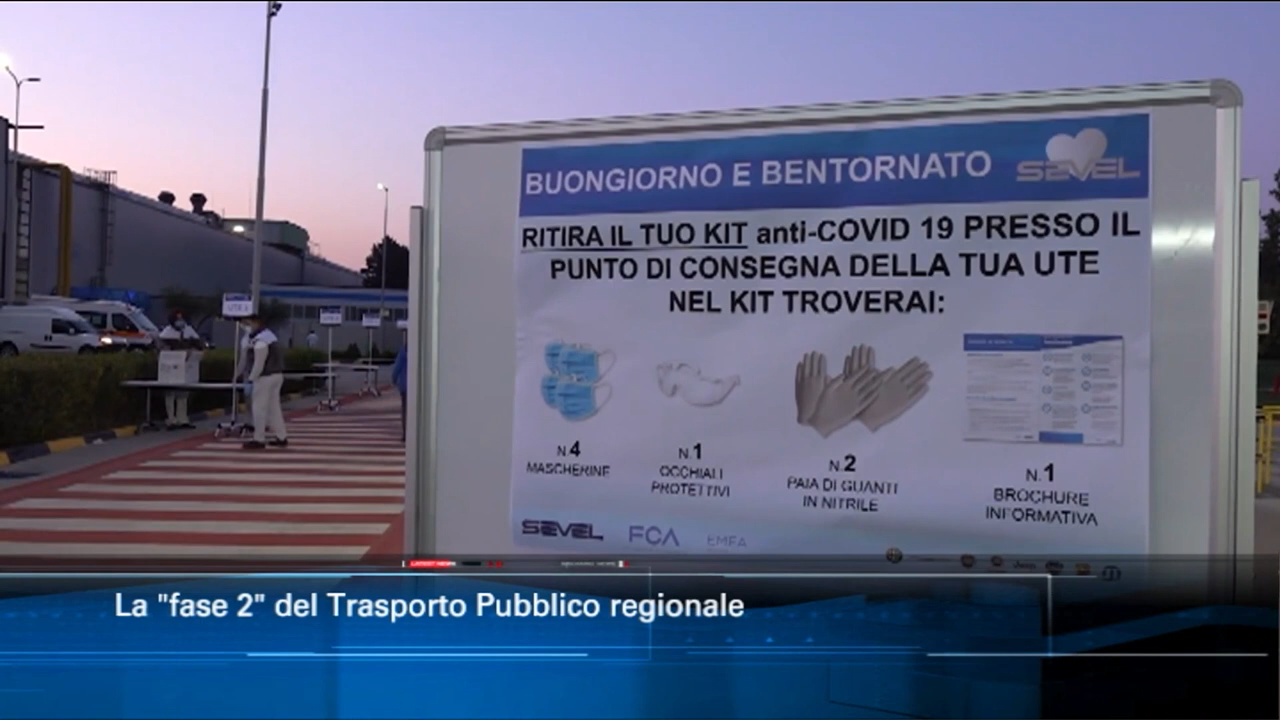 BUONGIORNO E BENTORNATO
SEVEL
RITIRA IL TUO KIT anti-COVID 19 PRESSO IL
PUNTO DI CONSEGNA DELLA TUA UTE
NEL KIT TROVERAI:
N.4
MASCHERINE
N.1
OCCHIALI
PROTETTIVI
N.2
PAIA DI GUANTI
IN NITRILE
N.1
BROCHURE
INFORMATIVA
SEVEL FCA EMEA
LATEST NEWS
La "fase 2" del Trasporto Pubblico regionale